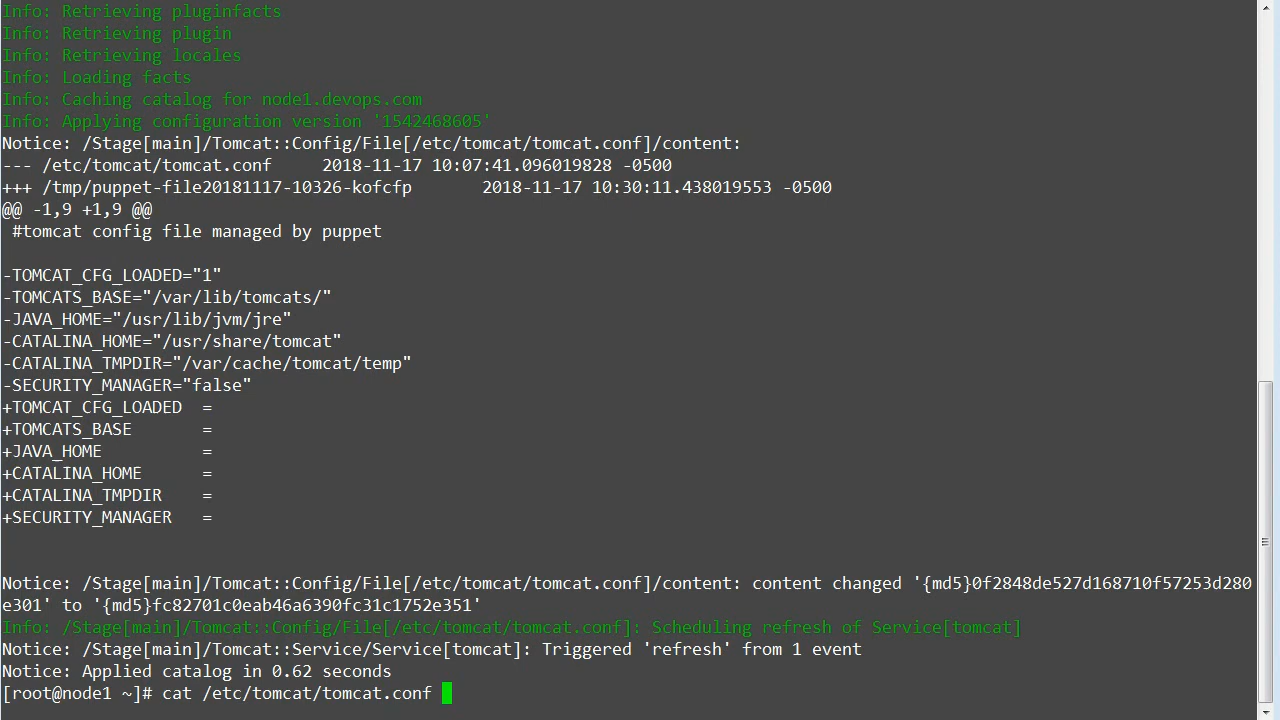 Info: Retrieving pluginfacts
Info: Retrieving plugin
Info: Retrieving locales
Info: Loading facts
Info: Caching catalog for node1.devops.com
Info: Applying configuration version '1542468605'
Notice: /Stage[main]/Tomcat::Config/File[/etc/tomcat/tomcat.conf]/content:
--- /etc/tomcat/tomcat.conf     2018-11-17 10:07:41.096019828 -0500
+++ /tmp/puppet-file20181117-10326-kofcfp       2018-11-17 10:30:11.438019553 -0500
@@ -1,9 +1,9 @@
 #tomcat config file managed by puppet
-TOMCAT_CFG_LOADED="1"
-TOMCATS_BASE="/var/lib/tomcats/"
-JAVA_HOME="/usr/lib/jvm/jre"
-CATALINA_HOME="/usr/share/tomcat"
-CATALINA_TMPDIR="/var/cache/tomcat/temp"
-SECURITY_MANAGER="false"
+TOMCAT_CFG_LOADED  =
+TOMCATS_BASE       =
+JAVA_HOME          =
+CATALINA_HOME      =
+CATALINA_TMPDIR    =
+SECURITY_MANAGER   =
Notice: /Stage[main]/Tomcat::Config/File[/etc/tomcat/tomcat.conf]/content: content changed '{md5}0f2848de527d168710f57253d280
e301' to '{md5}fc82701c0eab46a6390fc31c1752e351'
Info: /Stage[main]/Tomcat::Config/File[/etc/tomcat/tomcat.conf]: Scheduling refresh of Service[tomcat]
Notice: /Stage[main]/Tomcat::Service/Service[tomcat]: Triggered 'refresh' from 1 event
Notice: Applied catalog in 0.62 seconds
[root@node1 ~]# cat /etc/tomcat/tomcat.conf